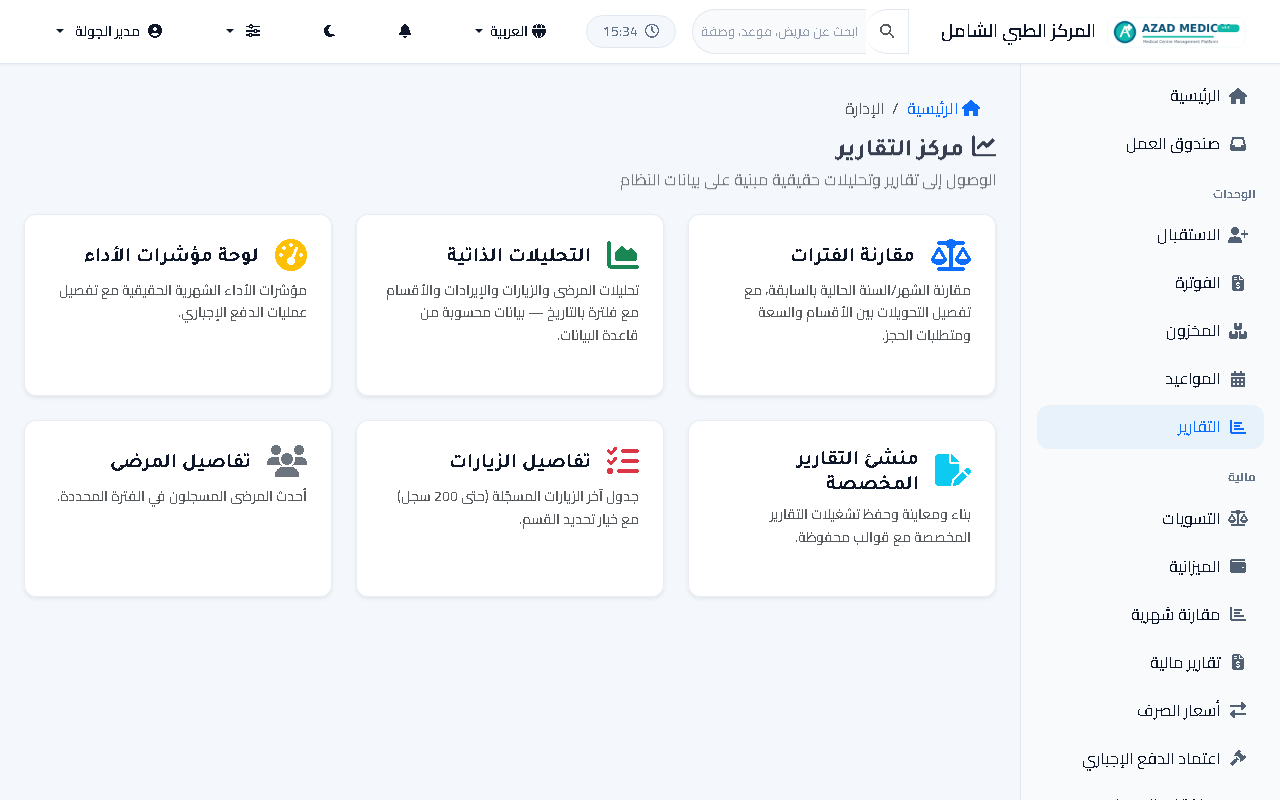 AZAD MEDIC
Medical Centre Management Platform
المركز الطبي الشامل
ابحث عن مريض، موعد، وصفة
15:34
العربية
مدير الجولة
الرئيسية
صندوق العمل
الوحدات
الاستقبال
الفوترة
المخزون
المواعيد
التقارير
مالية
التسويات
الميزانية
مقارنة شهرية
تقارير مالية
أسعار الصرف
اعتماد الدفع الإجباري
الرئيسية / الإدارة
مركز التقارير
الوصول إلى تقارير وتحليلات حقيقية مبنية على بيانات النظام
مقارنة الفترات
مقارنة الشهر/السنة الحالية بالسابقة، مع
تفصيل التحويلات بين الأقسام والسعة
ومتطلبات الحجز.
التحليلات الذاتية
تحليلات المرضى والزيارات والإيرادات والأقسام
مع فلترة بالتاريخ — بيانات محسوبة من
قاعدة البيانات.
لوحة مؤشرات الأداء
مؤشرات الأداء الشهرية الحقيقية مع تفصيل
عمليات الدفع الإجباري.
منشئ التقارير
المخصصة
بناء ومعاينة وحفظ تشغيلات التقارير
المخصصة مع قوالب محفوظة.
تفاصيل الزيارات
جدول آخر الزيارات المسجّلة (حتى 200 سجل)
مع خيار تحديد القسم.
تفاصيل المرضى
أحدث المرضى المسجلون في الفترة المحددة.